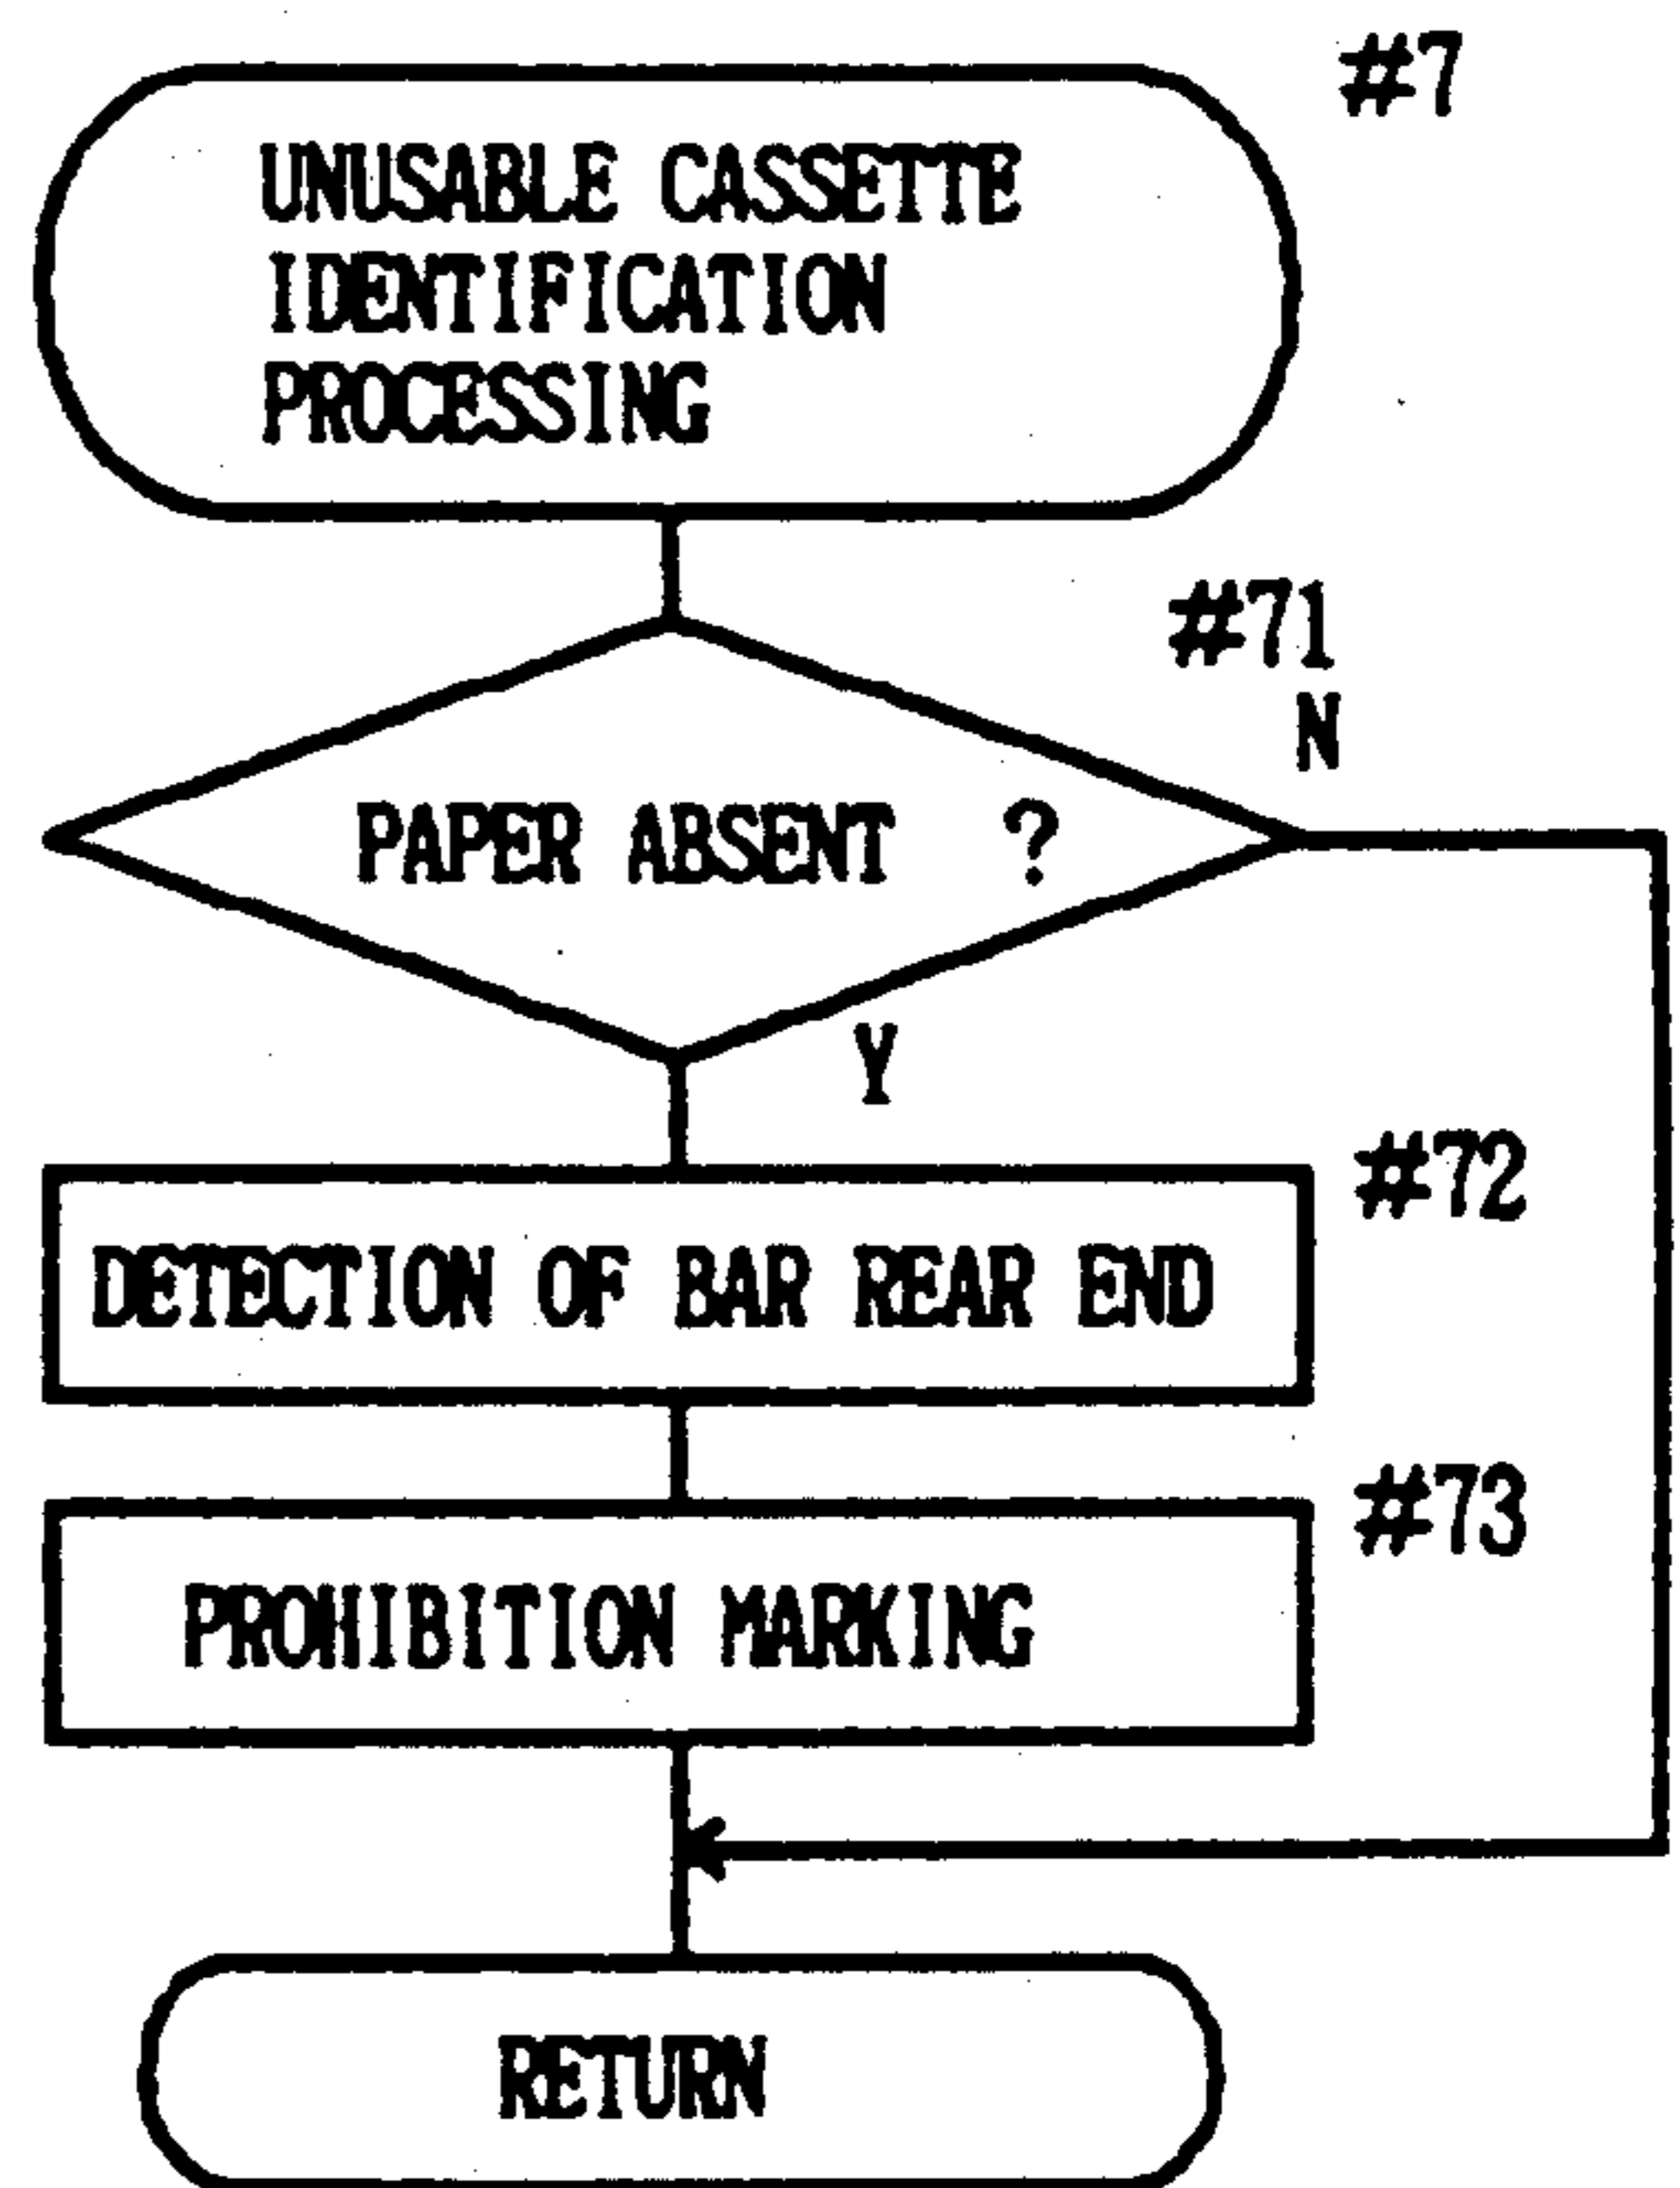 #7
UNUSABLE CASSETTE
IDENTIFICATION
PROCESSING
#71
N
PAPER ABSENT ?
Y
#72
DETECTION OF BAR REAR END
#73
PROHIBITION MARKING
RETURN